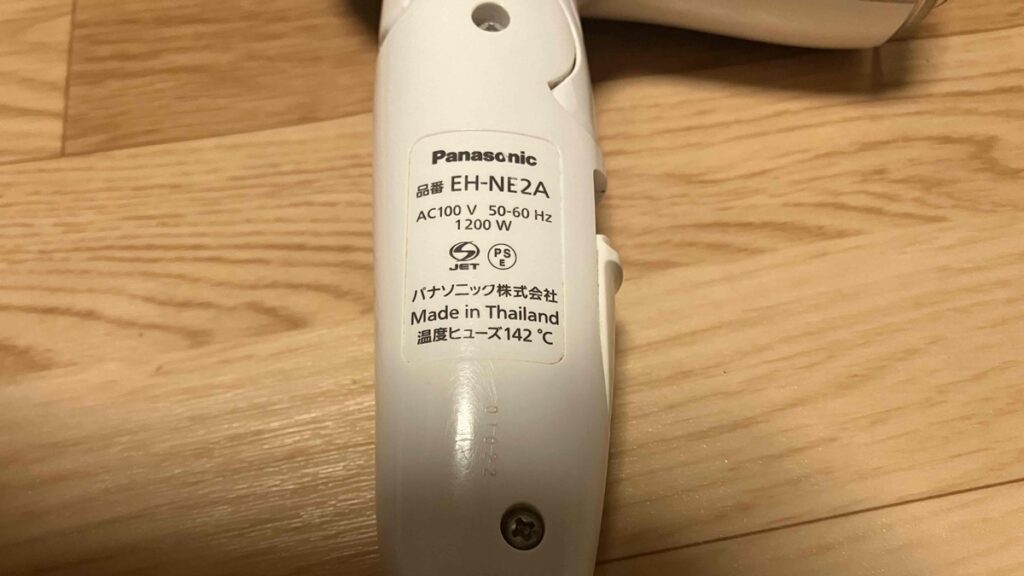 Panasonic
品番 EH-NE2A
AC100 V 50-60 Hz
1200 W
JET
PS
E
パナソニック株式会社
Made in Thailand
温度ヒューズ142 ℃
01022